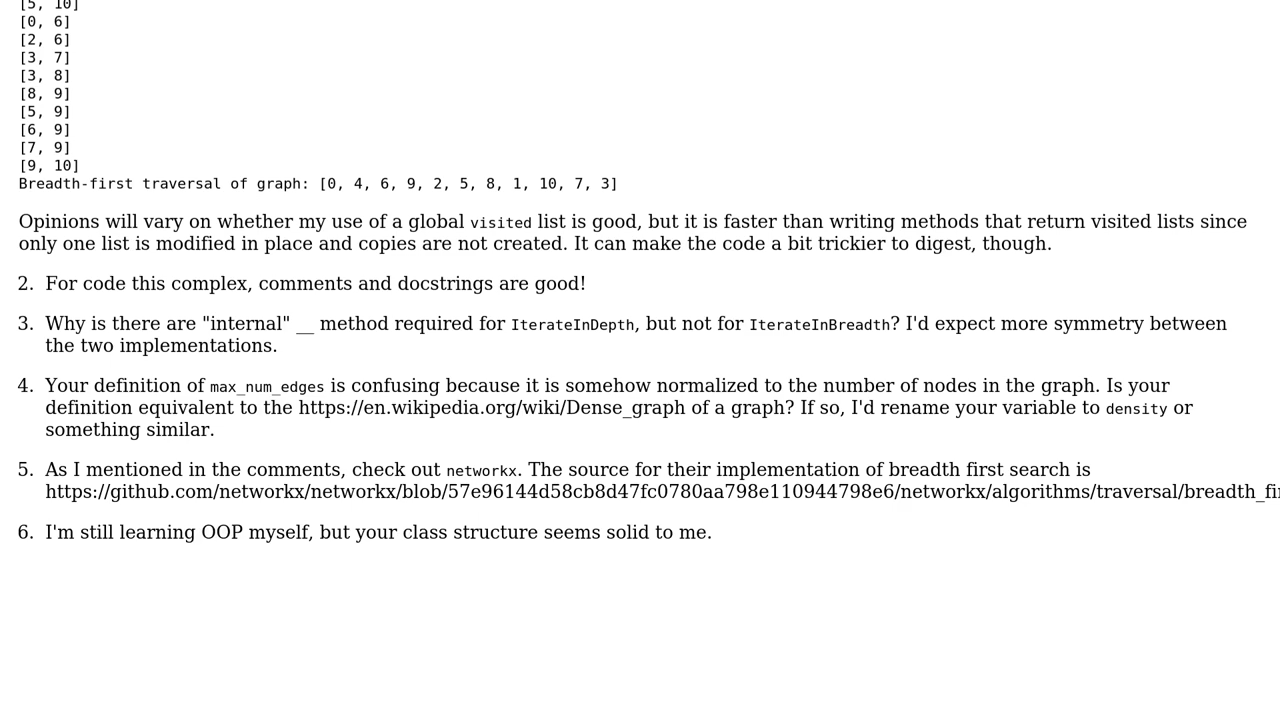 [5, 10]
[0, 6]
[2, 6]
[3, 7]
[3, 8]
[8, 9]
[5, 9]
[6, 9]
[7, 9]
[9, 10]
Breadth-first traversal of graph: [0, 4, 6, 9, 2, 5, 8, 1, 10, 7, 3]
Opinions will vary on whether my use of a global visited list is good, but it is faster than writing methods that return visited lists since
only one list is modified in place and copies are not created. It can make the code a bit trickier to digest, though.
2. For code this complex, comments and docstrings are good!
3. Why is there are "internal" __ method required for IterateInDepth, but not for IterateInBreadth? I'd expect more symmetry between
the two implementations.
4. Your definition of max_num_edges is confusing because it is somehow normalized to the number of nodes in the graph. Is your
definition equivalent to the https://en.wikipedia.org/wiki/Dense_graph of a graph? If so, I'd rename your variable to density or
something similar.
5. As I mentioned in the comments, check out networkx. The source for their implementation of breadth first search is
https://github.com/networkx/networkx/blob/57e96144d58cb8d47fc0780aa798e110944798e6/networkx/algorithms/traversal/breadth_fi
6. I'm still learning OOP myself, but your class structure seems solid to me.